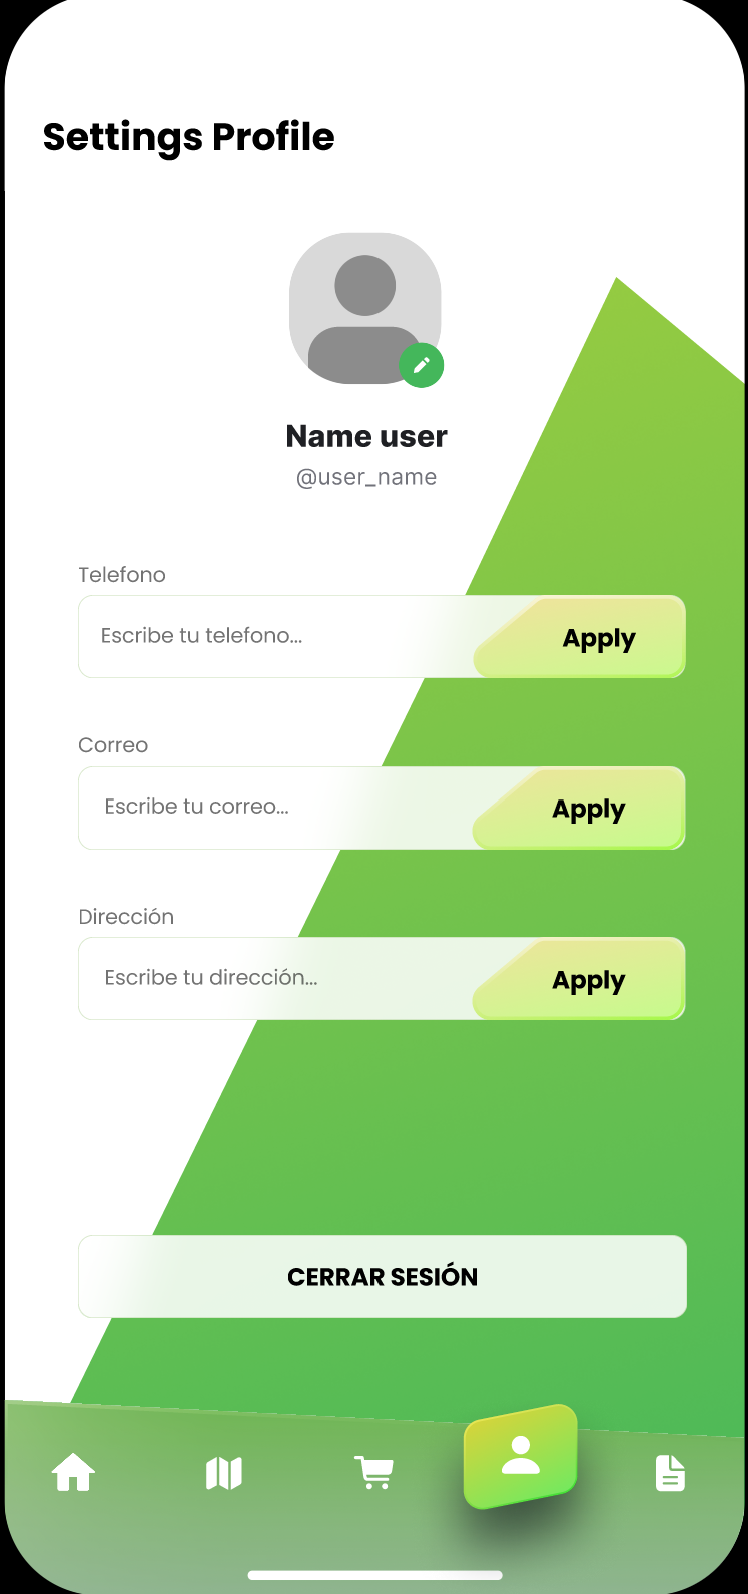 Settings Profile
Name user
@user_name
Telefono
Escribe tu telefono...
Apply
Correo
Escribe tu correo...
Apply
Dirección
Escribe tu dirección...
Apply
CERRAR SESIÓN